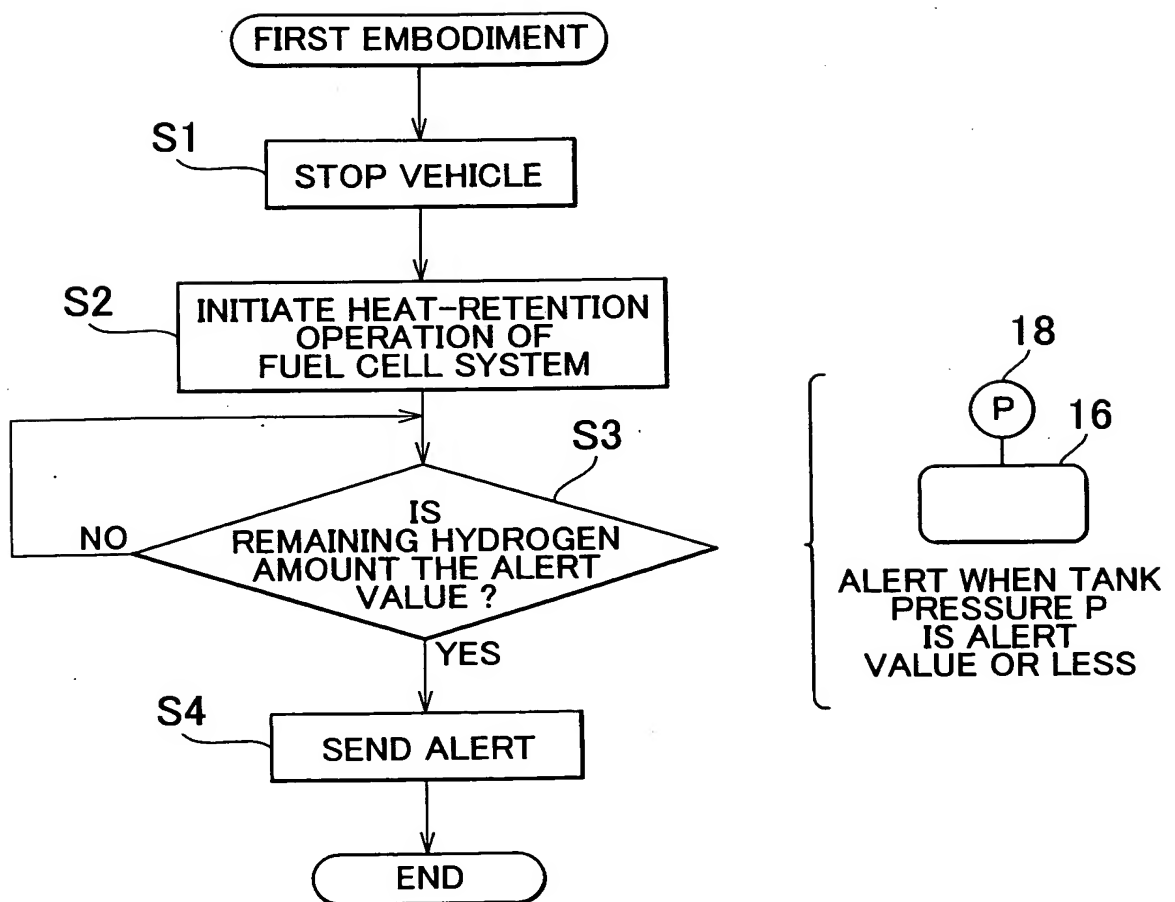 FIRST EMBODIMENT
S1
STOP VEHICLE
S2
INITIATE HEAT-RETENTION
OPERATION OF
FUEL CELL SYSTEM
S3
IS
REMAINING HYDROGEN
AMOUNT THE ALERT
VALUE ?
NO
YES
S4
SEND ALERT
END
18
P
16
ALERT WHEN TANK
PRESSURE P
IS ALERT
VALUE OR LESS